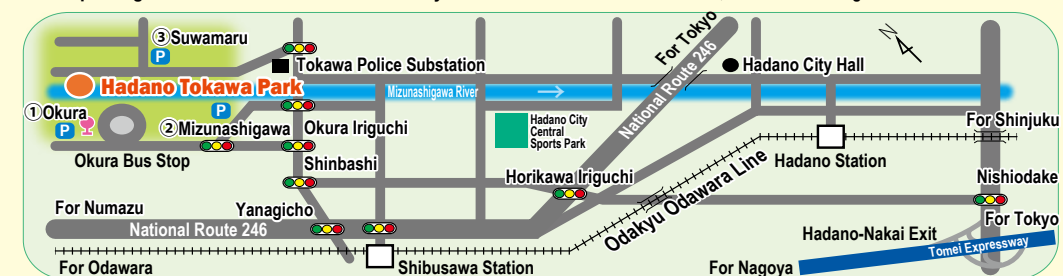 For Tokyo
N
③Suwamaru
P
Tokawa Police Substation
Hadano City Hall
National Route 246
Hadano Tokawa Park
Mizunashigawa River
①Okura
P
P
②Mizunashigawa
Okura Iriguchi
Hadano City
Central
Sports Park
For Shinjuku
Okura Bus Stop
Shinbashi
Hadano Station
Horikawa Iriguchi
Odakyu Odawara Line
Nishiodake
For Numazu
Yanagicho
National Route 246
Hadano-Nakai Exit
For Tokyo
Tomei Expressway
For Odawara
Shibusawa Station
For Nagoya